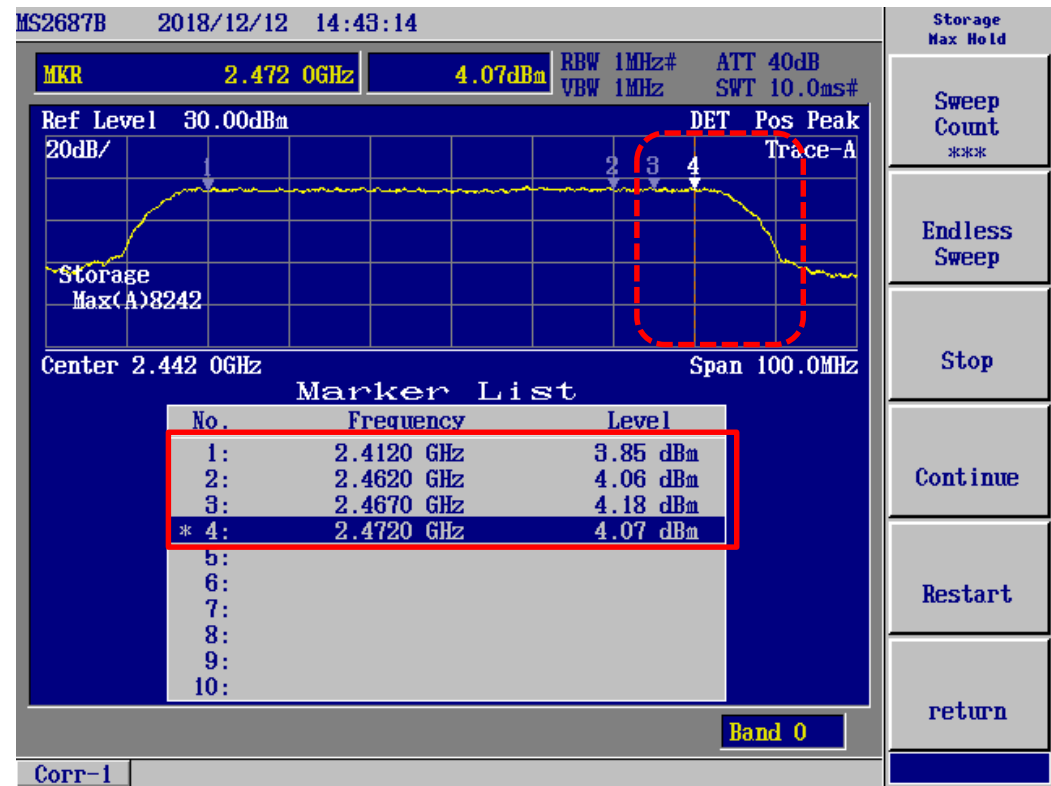 MS2687B 2018/12/12 14:43:14
MKR 2.472 0GHz 4.07dBm RBW 1MHz# ATT 40dB
VBW 1MHz SWT 10.0ms#
Ref Level 30.00dBm DET Pos Peak
20dB/ Trace-A
1 2 3 4
Storage
Max(A)8242
Center 2.442 0GHz Span 100.0MHz
Marker List
No. Frequency Level
1: 2.4120 GHz 3.85 dBm
2: 2.4620 GHz 4.06 dBm
3: 2.4670 GHz 4.18 dBm
* 4: 2.4720 GHz 4.07 dBm
5:
6:
7:
8:
9:
10:
Band 0
Corr-1
Storage
Max Hold
Sweep
Count
***
Endless
Sweep
Stop
Continue
Restart
return